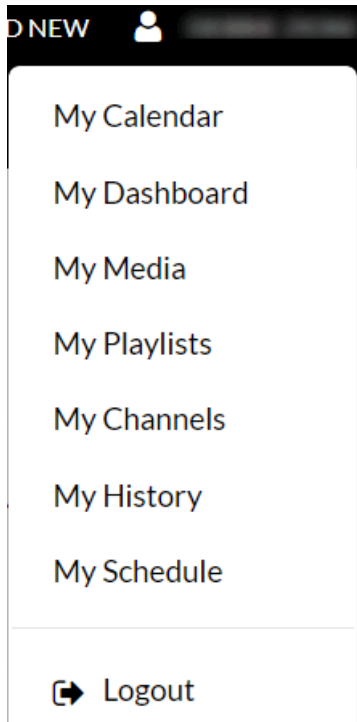 D NEW
My Calendar
My Dashboard
My Media
My Playlists
My Channels
My History
My Schedule
Logout